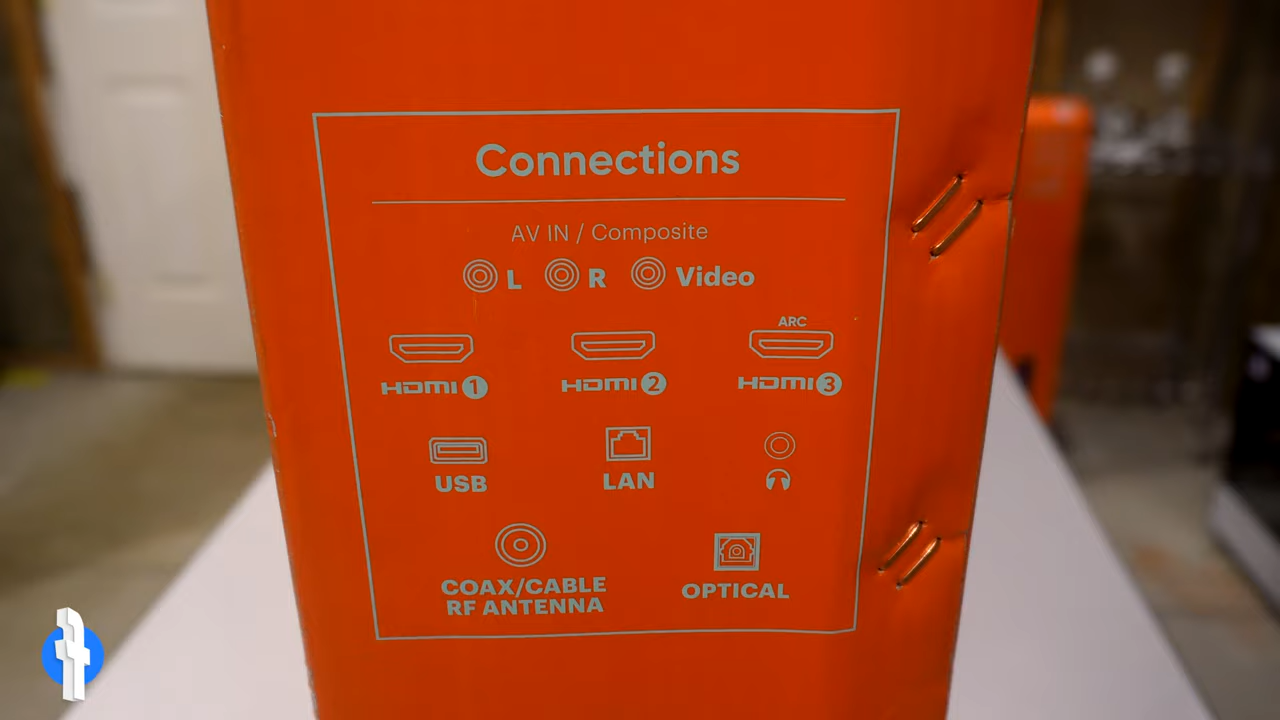 Connections
AV IN / Composite
L R Video
ARC
HDMI 1 HDMI 2 HDMI 3
USB LAN
COAX/CABLE
RF ANTENNA
OPTICAL